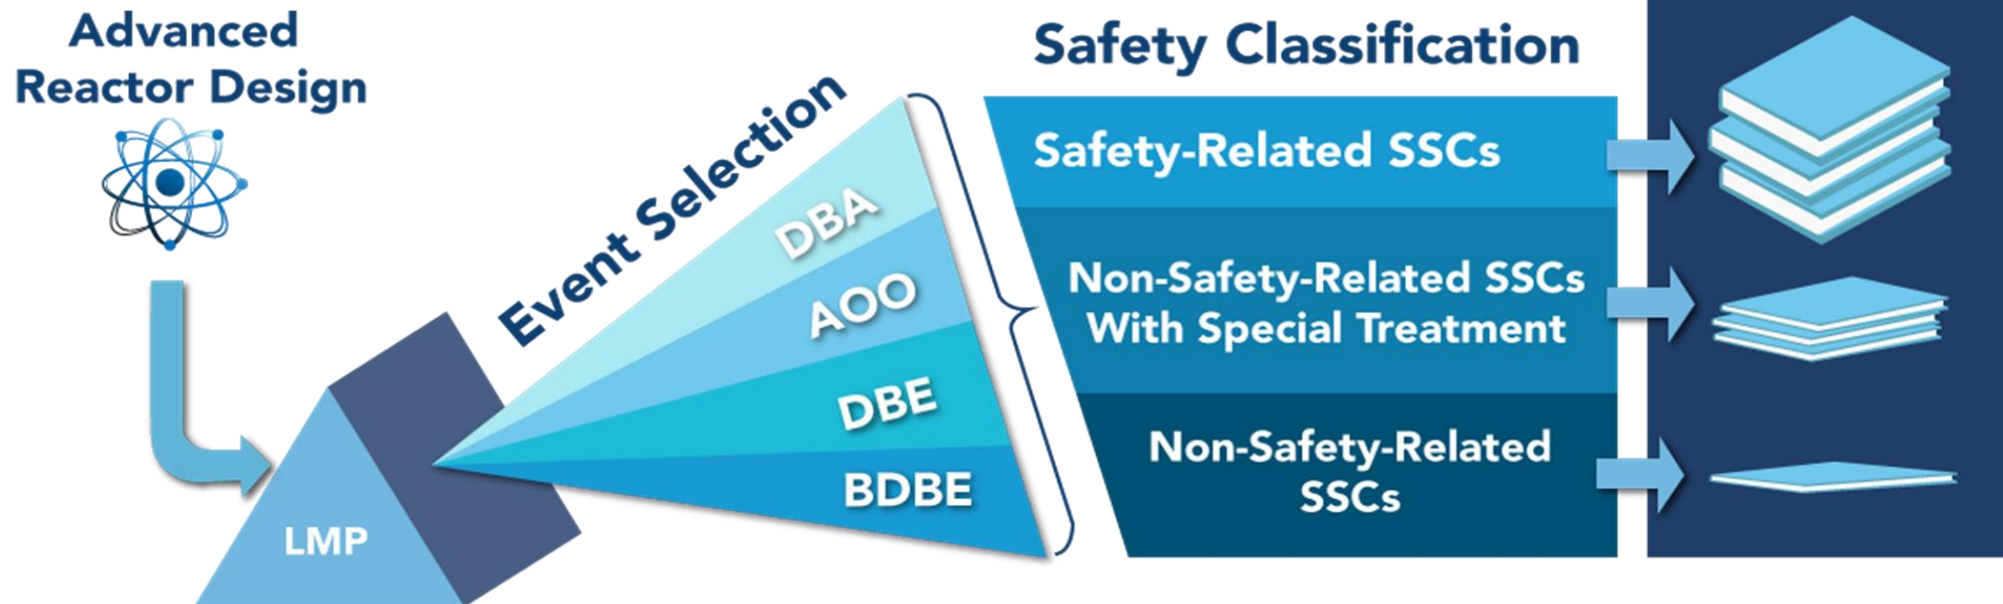 Advanced
Reactor Design
LMP
Event Selection
DBA
AOO
DBE
BDBE
Safety Classification
Safety-Related SSCs
Non-Safety-Related SSCs
With Special Treatment
Non-Safety-Related
SSCs